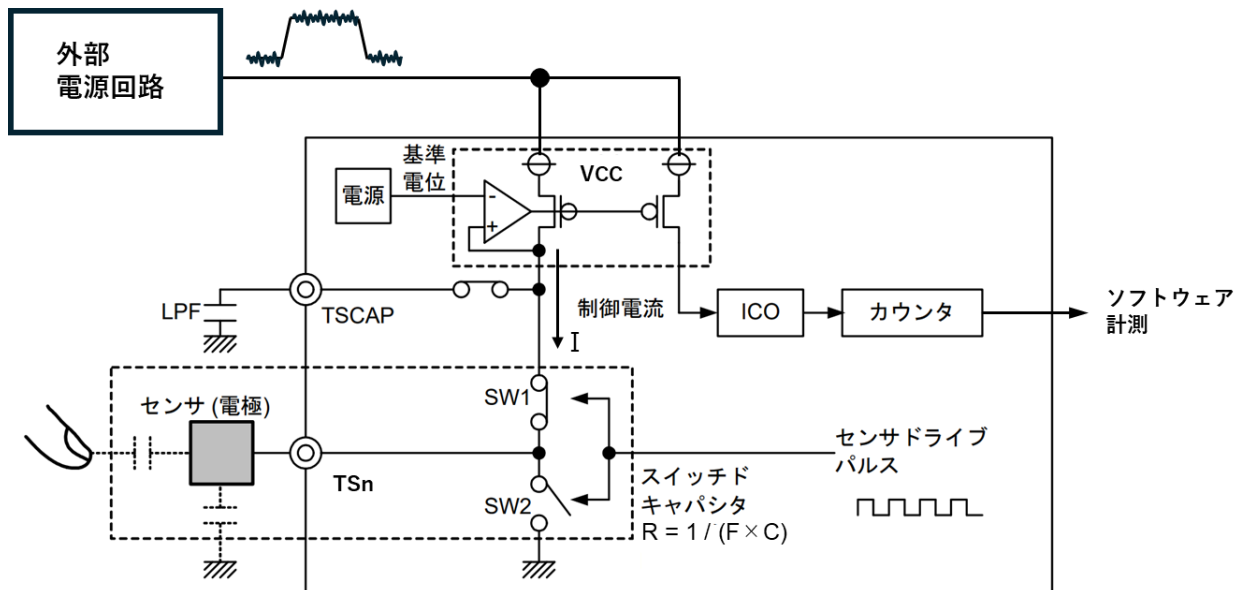 外部
電源回路
基準
電位
VCC
電源
-
+
LPF
TSCAP
制御電流
I
ICO
カウンタ
ソフトウェア
計測
センサ (電極)
SW1
TSn
センサドライブ
パルス
SW2
スイッチド
キャパシタ
R = 1 / (F×C)